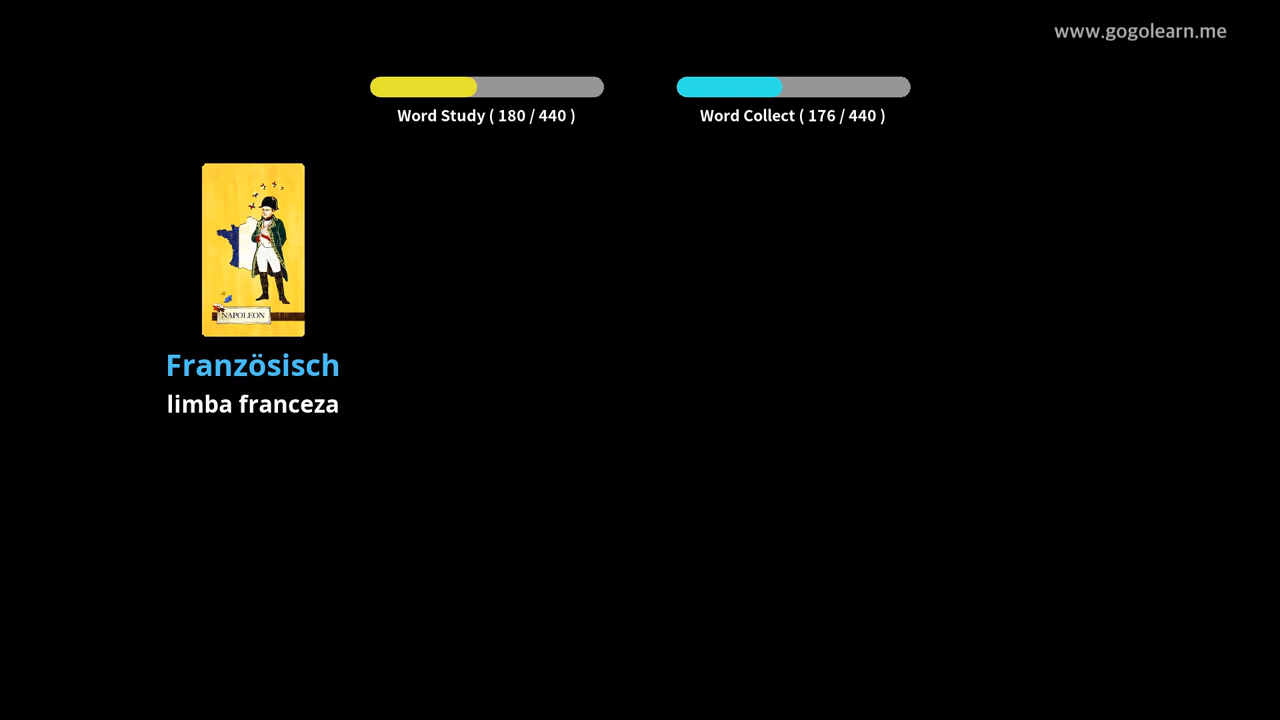 www.gogolearn.me
Word Study ( 180 / 440 )
Word Collect ( 176 / 440 )
NAPOLEON
Französisch
limba franceza